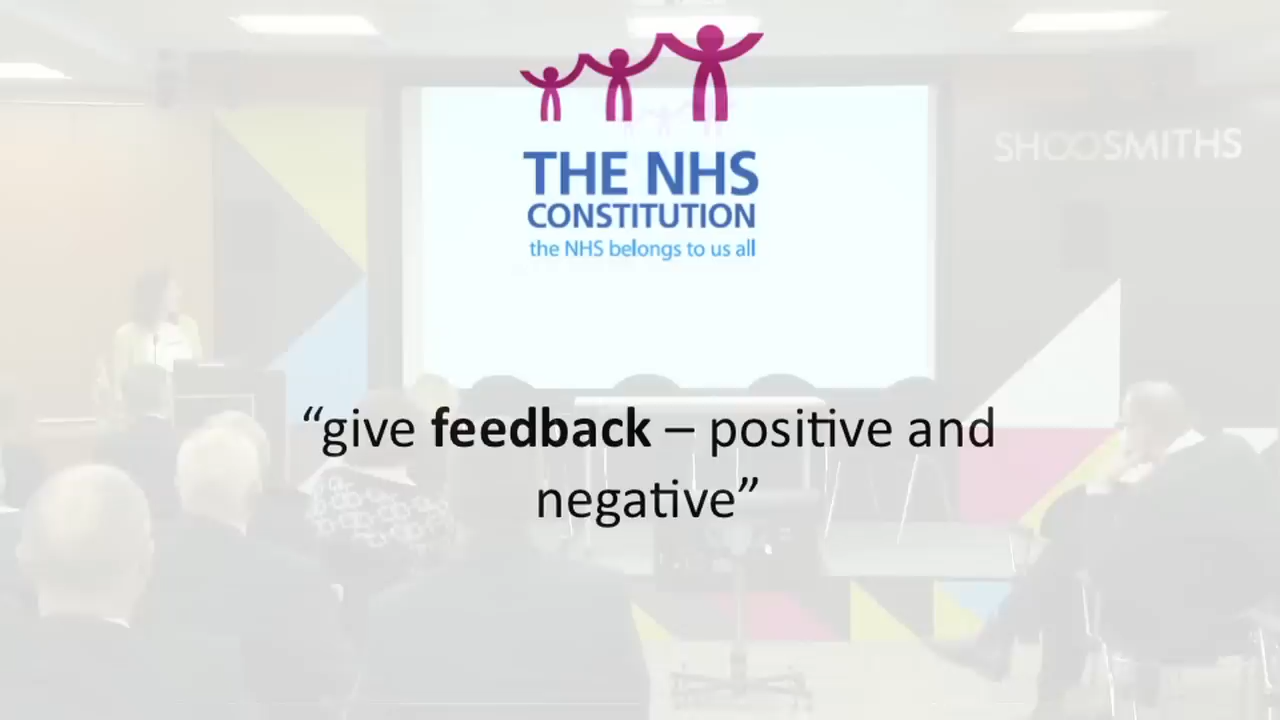 SHOOSMITHS
THE NHS
CONSTITUTION
the NHS belongs to us all
“give feedback – positive and
negative”